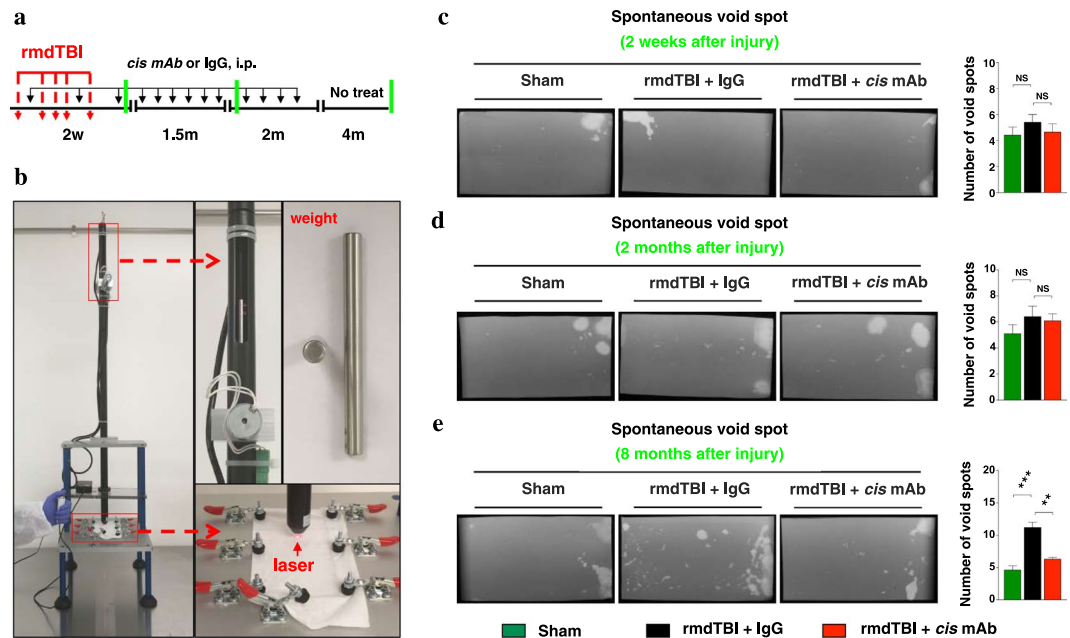 a
rmdTBI
cis mAb or IgG, i.p.
No treat
2w
1.5m
2m
4m
b
weight
laser
c
Spontaneous void spot
(2 weeks after injury)
Sham
rmdTBI + IgG
rmdTBI + cis mAb
Number of void spots
10
8
6
4
2
0
NS
NS
d
Spontaneous void spot
(2 months after injury)
Sham
rmdTBI + IgG
rmdTBI + cis mAb
Number of void spots
10
8
6
4
2
0
NS
NS
e
Spontaneous void spot
(8 months after injury)
Sham
rmdTBI + IgG
rmdTBI + cis mAb
Number of void spots
20
15
10
5
0
***
**
Sham
rmdTBI + IgG
rmdTBI + cis mAb